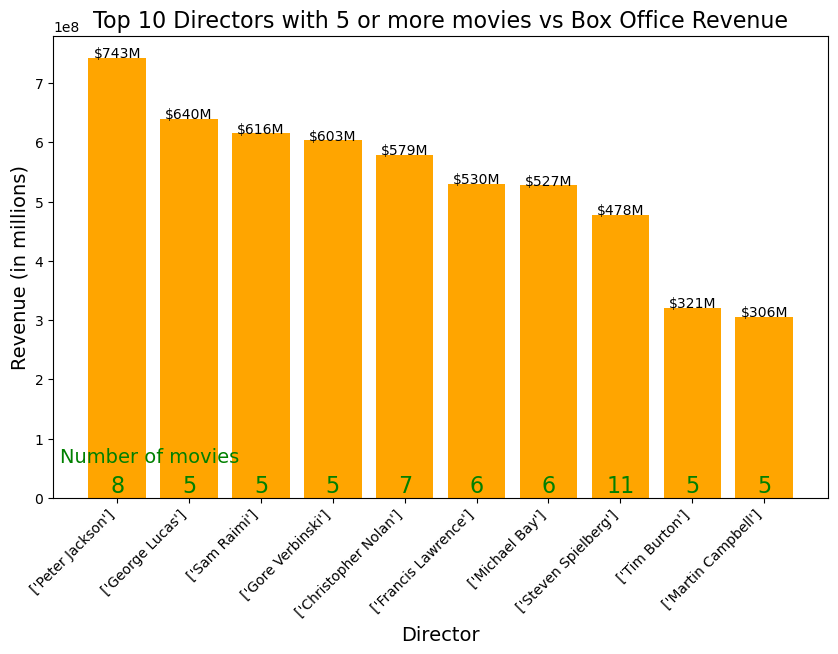 Top 10 Directors with 5 or more movies vs Box Office Revenue
1e8
Revenue (in millions)
7
6
5
4
3
2
1
0
$743M
$640M
$616M
$603M
$579M
$530M
$527M
$478M
$321M
$306M
Number of movies
8
5
5
5
7
6
6
11
5
5
['Peter Jackson']
['George Lucas']
['Sam Raimi']
['Gore Verbinski']
['Christopher Nolan']
['Francis Lawrence']
['Michael Bay']
['Steven Spielberg']
['Tim Burton']
['Martin Campbell']
Director